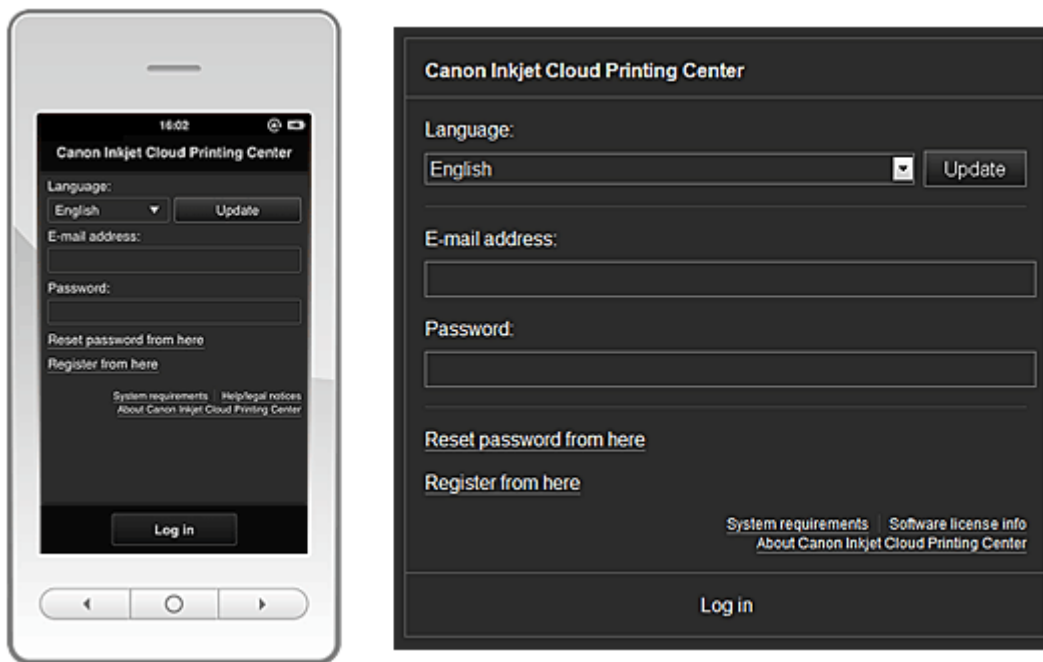 16:02
Canon Inkjet Cloud Printing Center
Language:
English Update
E-mail address:
Password:
Reset password from here
Register from here
System requirements Help/legal notices
About Canon Inkjet Cloud Printing Center
Log in
Canon Inkjet Cloud Printing Center
Language:
English Update
E-mail address:
Password:
Reset password from here
Register from here
System requirements Software license info
About Canon Inkjet Cloud Printing Center
Log in